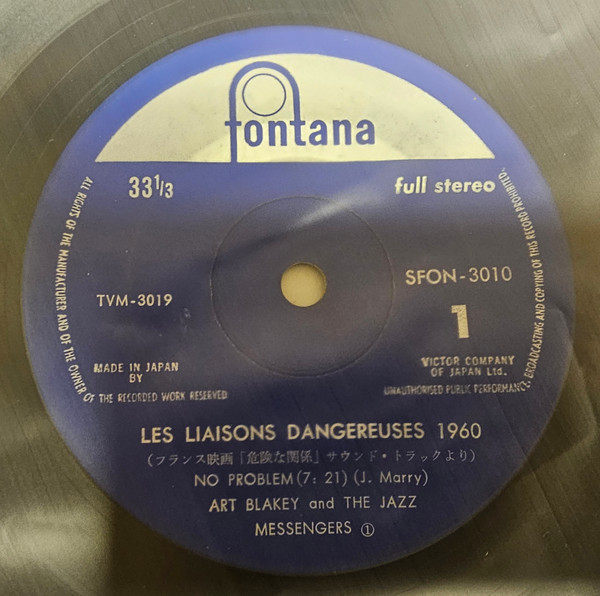 fontana
33 1/3
full stereo
TVM-3019
SFON-3010
1
MADE IN JAPAN
BY
VICTOR COMPANY
OF JAPAN Ltd.
ALL RIGHTS OF THE MANUFACTURER AND OF THE OWNER OF THE RECORDED WORK RESERVED
UNAUTHORISED PUBLIC PERFORMANCE, BROADCASTING AND COPYING OF THIS RECORD PROHIBITED.
LES LIAISONS DANGEREUSES 1960
(フランス映画「危険な関係」サウンド・トラックより)
NO PROBLEM (7: 21) (J. Marry)
ART BLAKEY and THE JAZZ
MESSENGERS ①